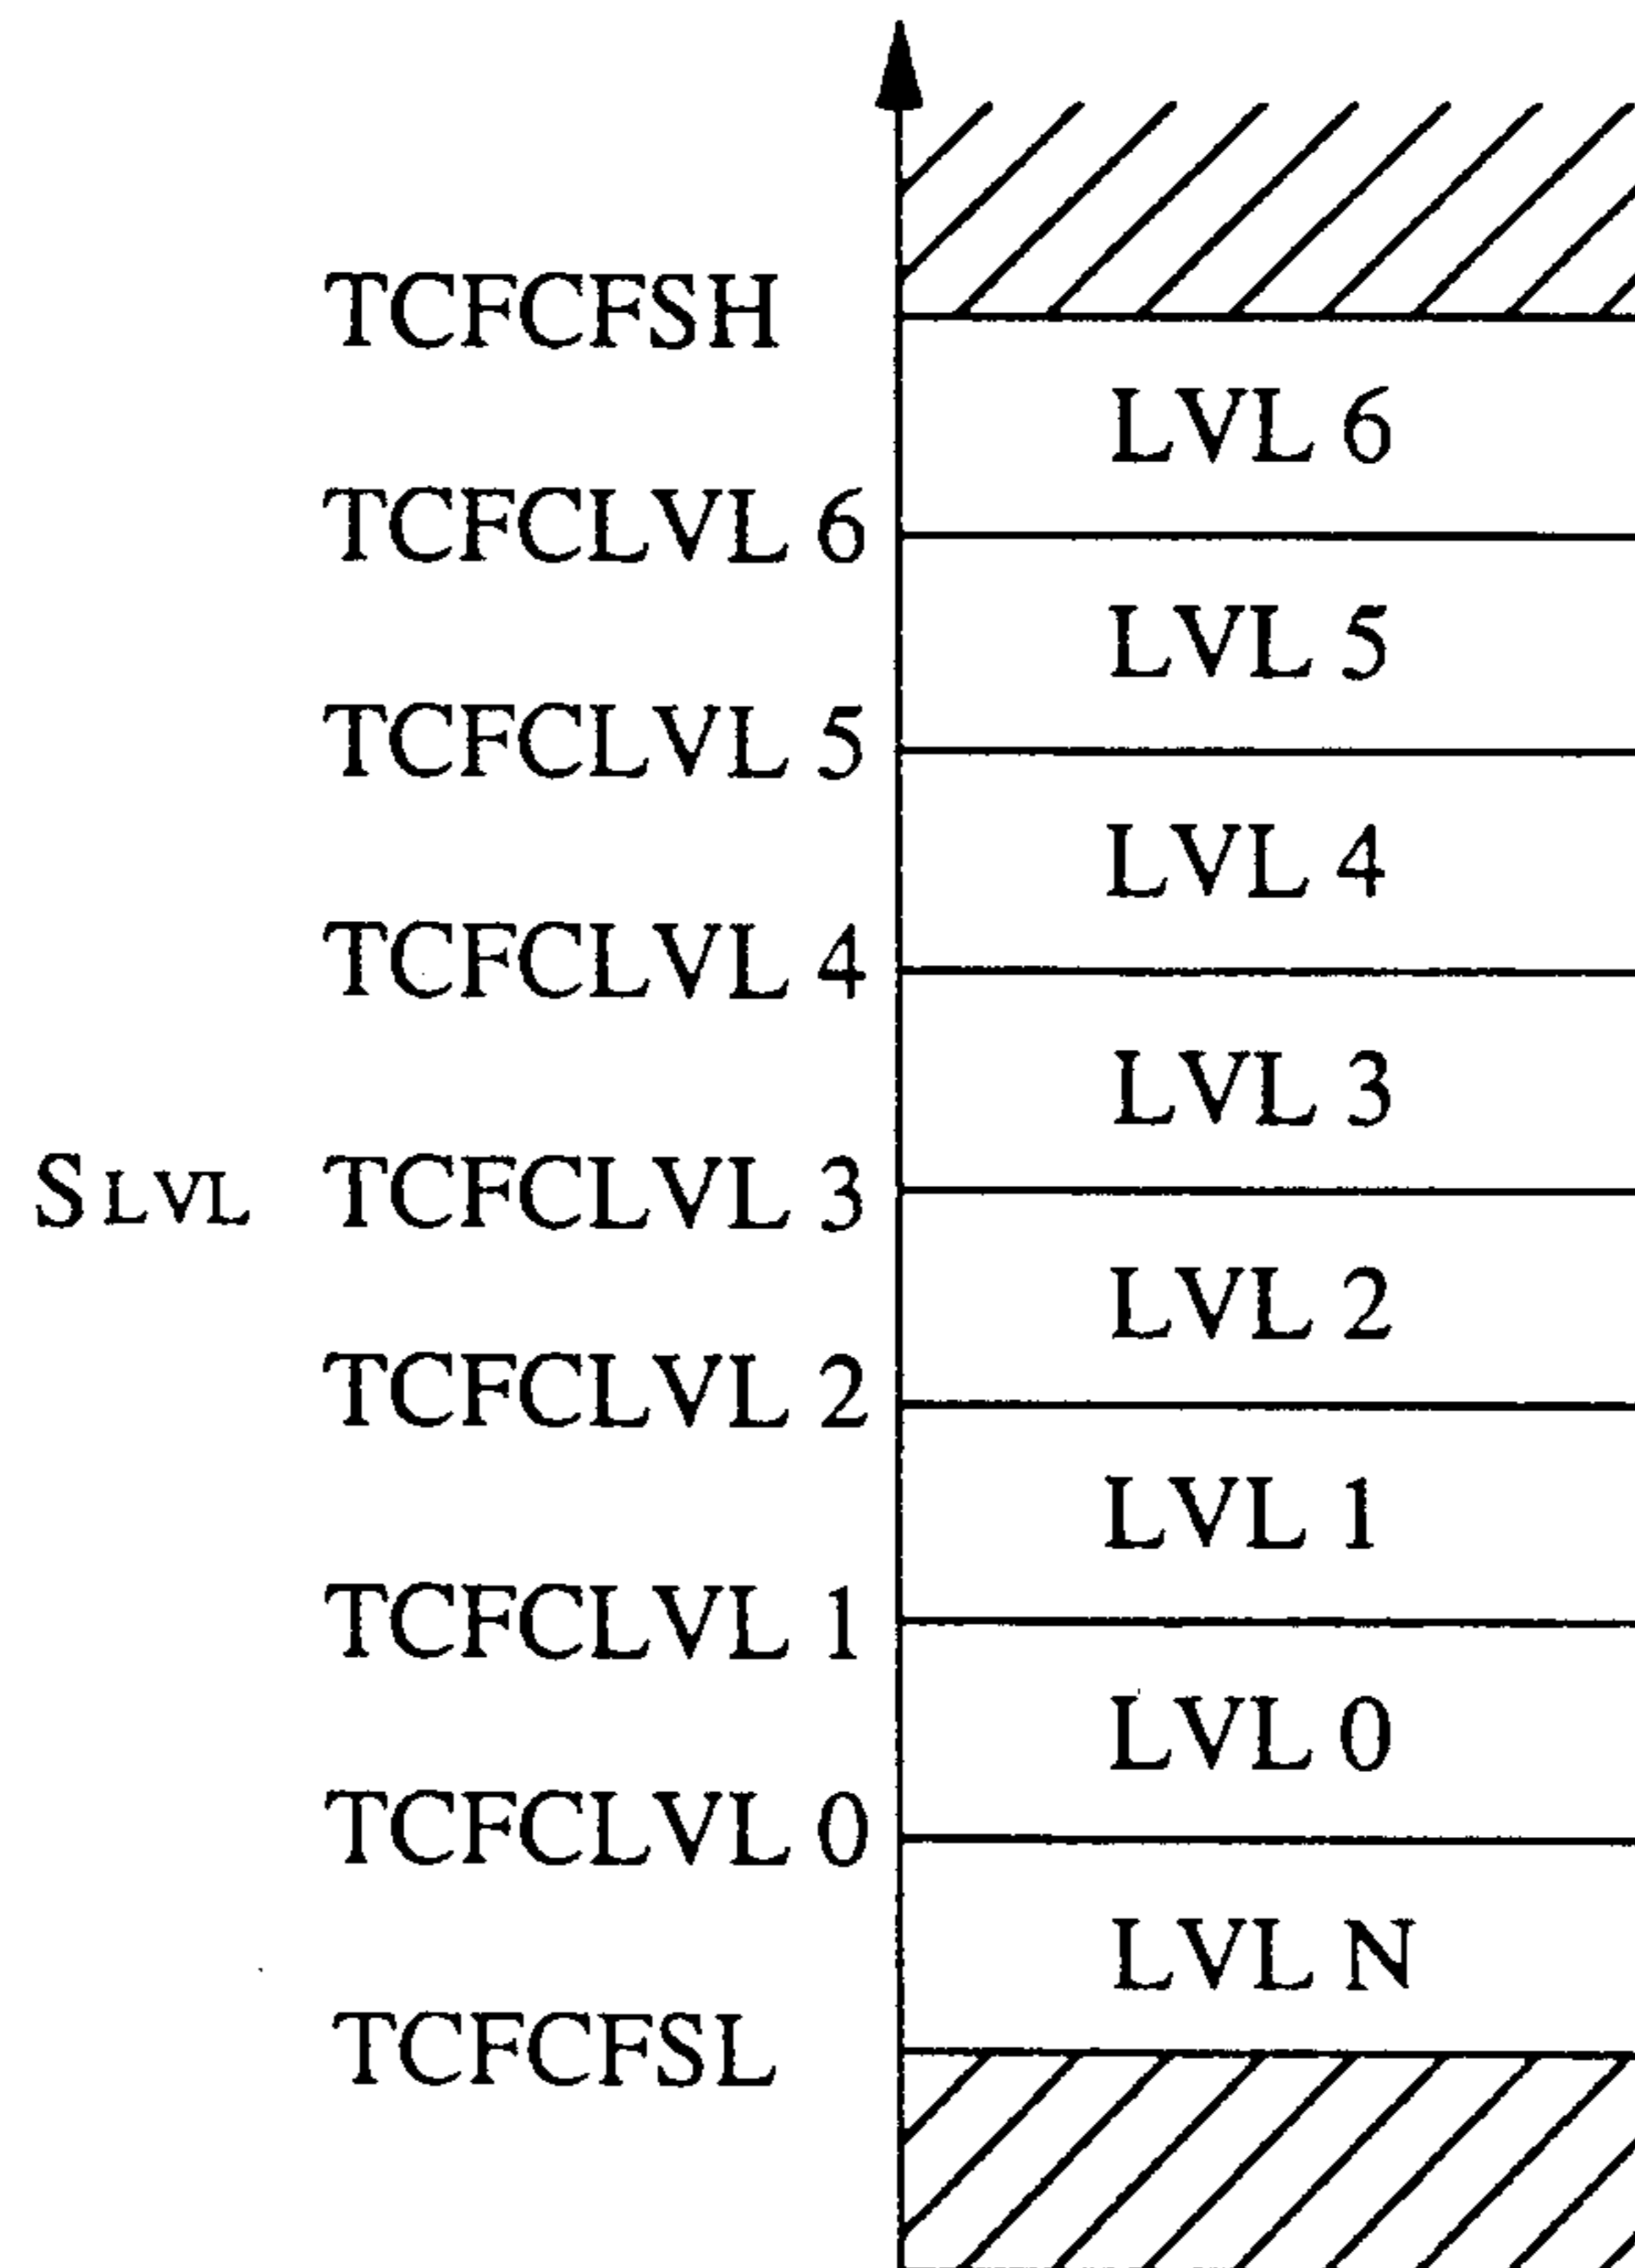 TCFCFSH
LVL 6
TCFCLVL 6
LVL 5
TCFCLVL 5
LVL 4
TCFCLVL 4
LVL 3
SLVL TCFCLVL 3
LVL 2
TCFCLVL 2
LVL 1
TCFCLVL 1
LVL 0
TCFCLVL 0
LVL N
TCFCFSL